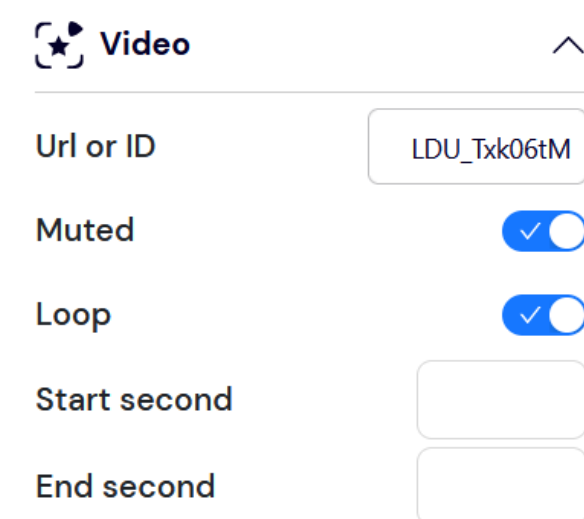 Video
Url or ID
LDU_Txk06tM
Muted
Loop
Start second
End second